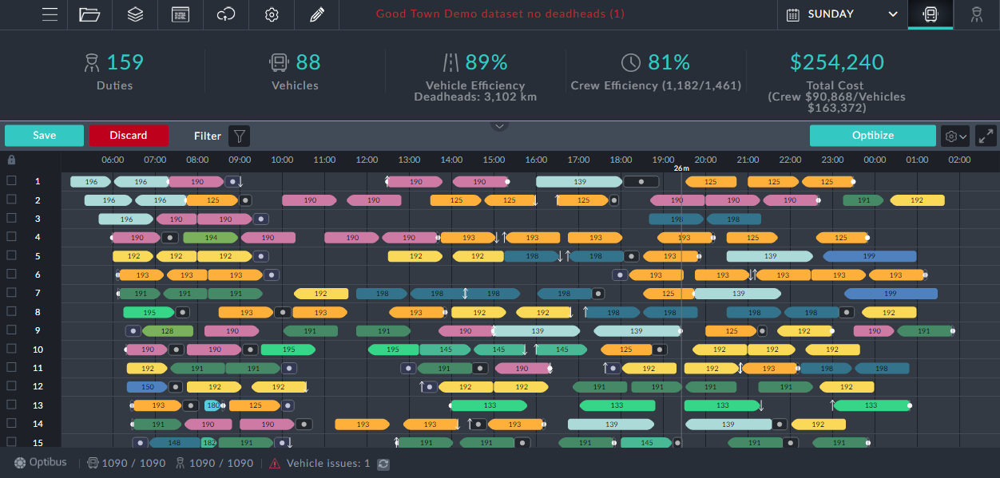 Good Town Demo dataset no deadheads (1)
SUNDAY
159
Duties
88
Vehicles
89%
Vehicle Efficiency
Deadheads: 3,102 km
81%
Crew Efficiency (1,182/1,461)
$254,240
Total Cost
(Crew $90,868/Vehicles
$163,372)
Save Discard Filter Optibize
06:00 07:00 08:00 09:00 10:00 11:00 12:00 13:00 14:00 15:00 16:00 17:00 18:00 19:00 20:00 21:00 22:00 23:00 00:00 01:00 02:00
26m
1 196 196 190 190 190 139 125 125 125
2 196 196 125 190 190 125 125 125 190 190 190 191 192
3 196 190 190 198 198
4 190 194 190 190 190 193 193 193 193 125 125
5 192 192 192 192 192 198 198 193 139 199
6 193 193 193 193 193 193 193 193
7 191 191 191 192 198 198 198 198 125 139 199
8 195 193 193 193 192 192 198 198 198 198 192
9 128 190 191 191 190 139 139 125 192 190 191
10 190 190 195 195 145 145 145 125 192 192 192
11 192 191 191 191 190 192 192 193 198 198
12 150 192 192 192 192 191 191 191 191 192
13 193 180 125 133 133 133 133
14 191 190 190 193 193 193 139 139 192
15 148 182 191 191 191 191 145 191 191
Optibus 1090 / 1090 1090 / 1090 Vehicle issues: 1